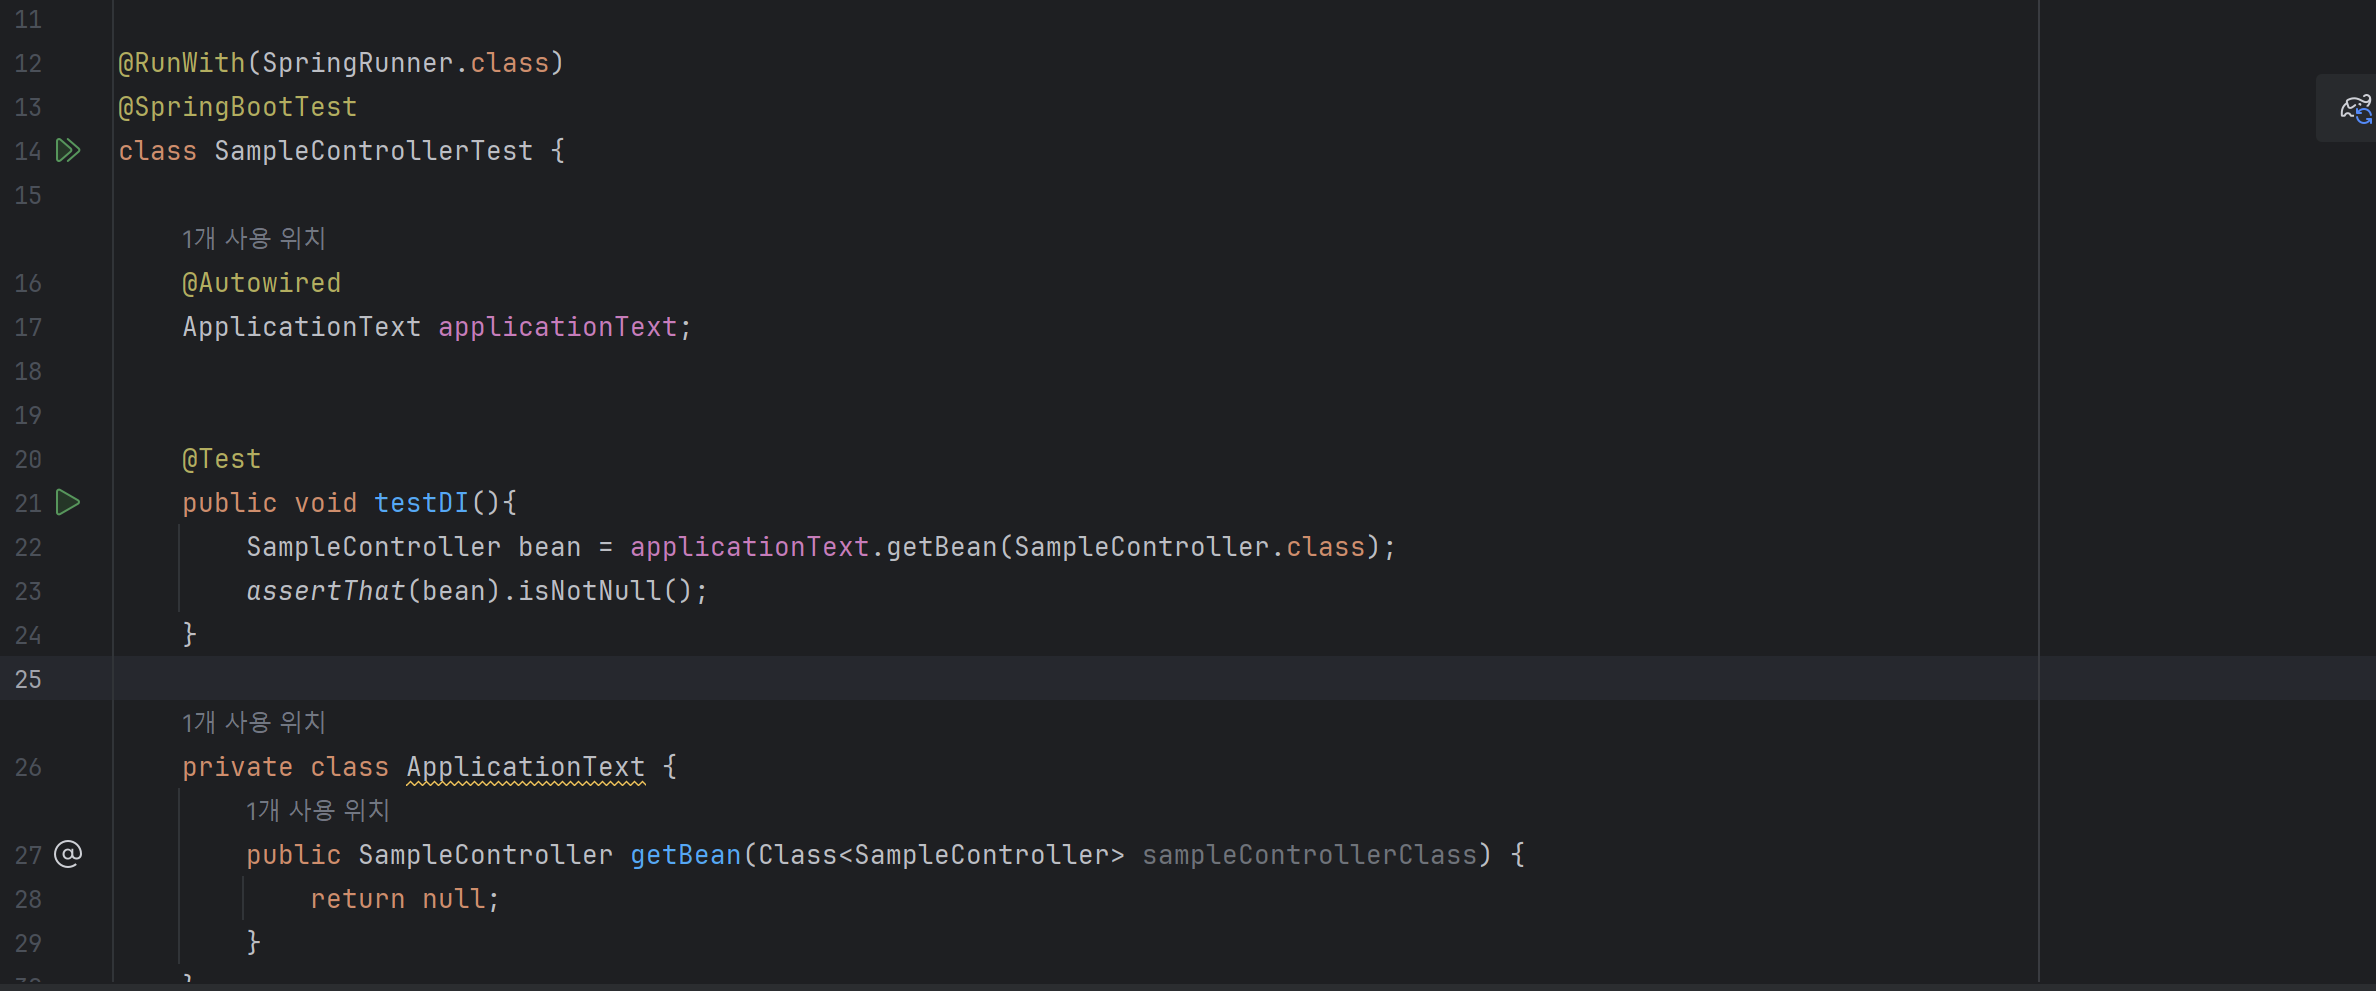 11
12 @RunWith(SpringRunner.class)
13 @SpringBootTest
14 class SampleControllerTest {
15
1개 사용 위치
16 @Autowired
17 ApplicationText applicationText;
18
19
20 @Test
21 public void testDI(){
22 SampleController bean = applicationText.getBean(SampleController.class);
23 assertThat(bean).isNotNull();
24 }
25
1개 사용 위치
26 private class ApplicationText {
1개 사용 위치
27 public SampleController getBean(Class<SampleController> sampleControllerClass) {
28 return null;
29 }